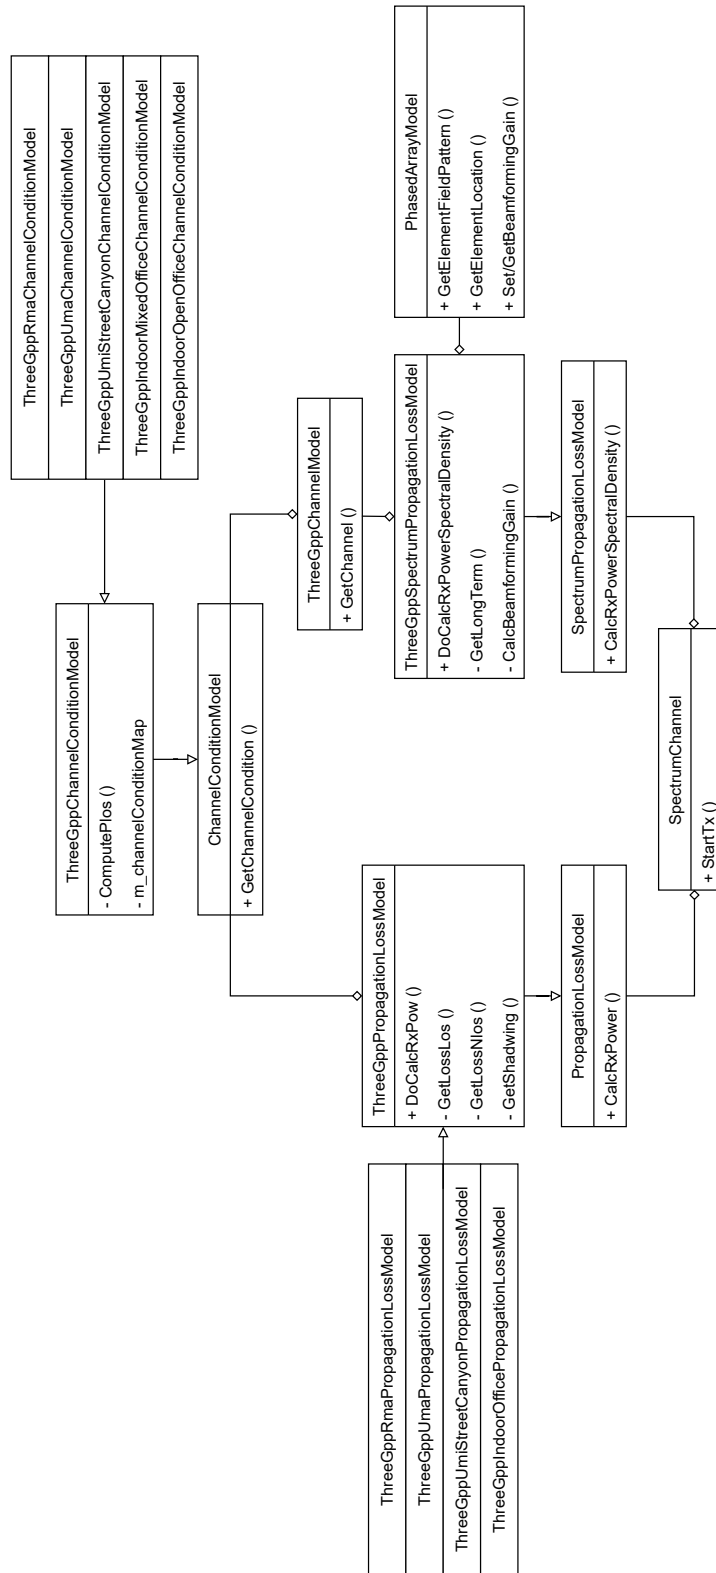 ThreeGppRmaChannelConditionModel
ThreeGppUmaChannelConditionModel
ThreeGppUmiStreetCanyonChannelConditionModel
ThreeGppIndoorMixedOfficeChannelConditionModel
ThreeGppIndoorOpenOfficeChannelConditionModel
ThreeGppChannelConditionModel
- ComputePlos ()
- m_channelConditionMap
ChannelConditionModel
+ GetChannelCondition ()
ThreeGppRmaPropagationLossModel
ThreeGppUmaPropagationLossModel
ThreeGppUmiStreetCanyonPropagationLossModel
ThreeGppIndoorOfficePropagationLossModel
ThreeGppPropagationLossModel
+ DoCalcRxPow ()
- GetLossLos ()
- GetLossNlos ()
- GetShadwing ()
ThreeGppChannelModel
+ GetChannel ()
ThreeGppSpectrumPropagationLossModel
+ DoCalcRxPowerSpectralDensity ()
- GetLongTerm ()
- CalcBeamformingGain ()
PhasedArrayModel
+ GetElementFieldPattern ()
+ GetElementLocation ()
+ Set/GetBeamformingGain ()
PropagationLossModel
+ CalcRxPower ()
SpectrumPropagationLossModel
+ CalcRxPowerSpectralDensity ()
SpectrumChannel
+ StartTx ()